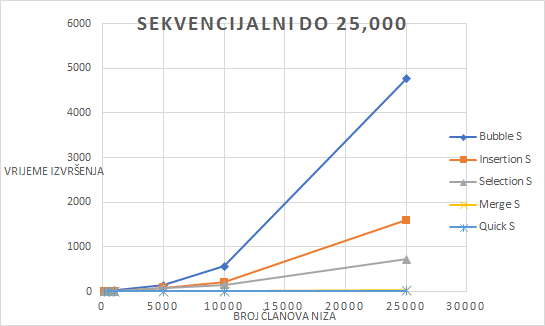 SEKVENCIJALNI DO 25,000
6000
5000
4000
3000
2000
1000
0
VRIJEME IZVRŠENJA
0 5000 10000 15000 20000 25000 30000
BROJ ČLANOVA NIZA
Bubble S
Insertion S
Selection S
Merge S
Quick S